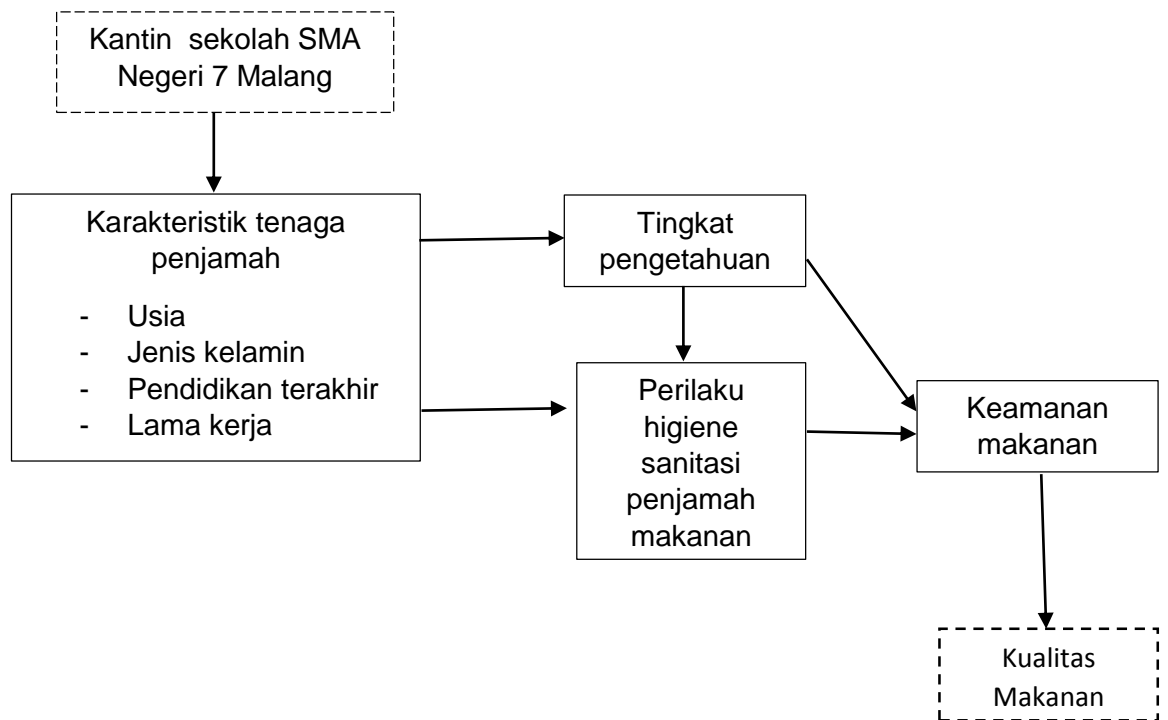 Kantin sekolah SMA
Negeri 7 Malang
Karakteristik tenaga
penjamah
- Usia
- Jenis kelamin
- Pendidikan terakhir
- Lama kerja
Tingkat
pengetahuan
Perilaku
higiene
sanitasi
penjamah
makanan
Keamanan
makanan
Kualitas
Makanan